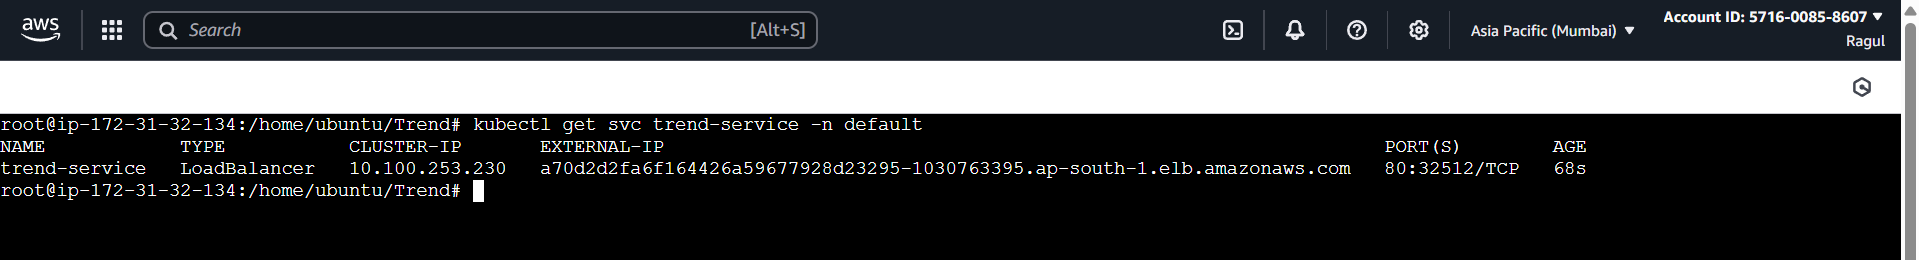 aws
Search [Alt+S]
Asia Pacific (Mumbai) ▼
Account ID: 5716-0085-8607 ▼
Ragul
root@ip-172-31-32-134:/home/ubuntu/Trend# kubectl get svc trend-service -n default
NAME TYPE CLUSTER-IP EXTERNAL-IP PORT(S) AGE
trend-service LoadBalancer 10.100.253.230 a70d2d2fa6f164426a59677928d23295-1030763395.ap-south-1.elb.amazonaws.com 80:32512/TCP 68s
root@ip-172-31-32-134:/home/ubuntu/Trend#